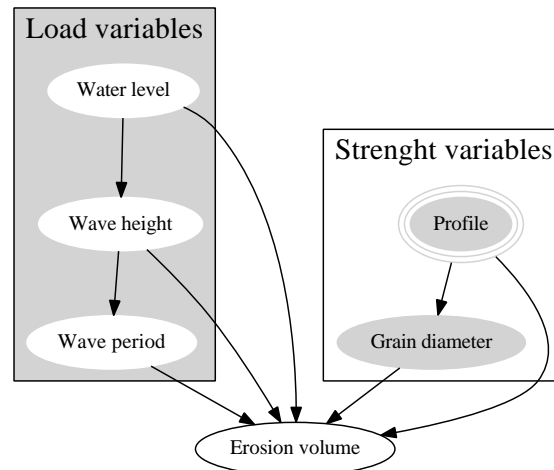 Load variables
Water level
Wave height
Wave period
Strenght variables
Profile
Grain diameter
Erosion volume